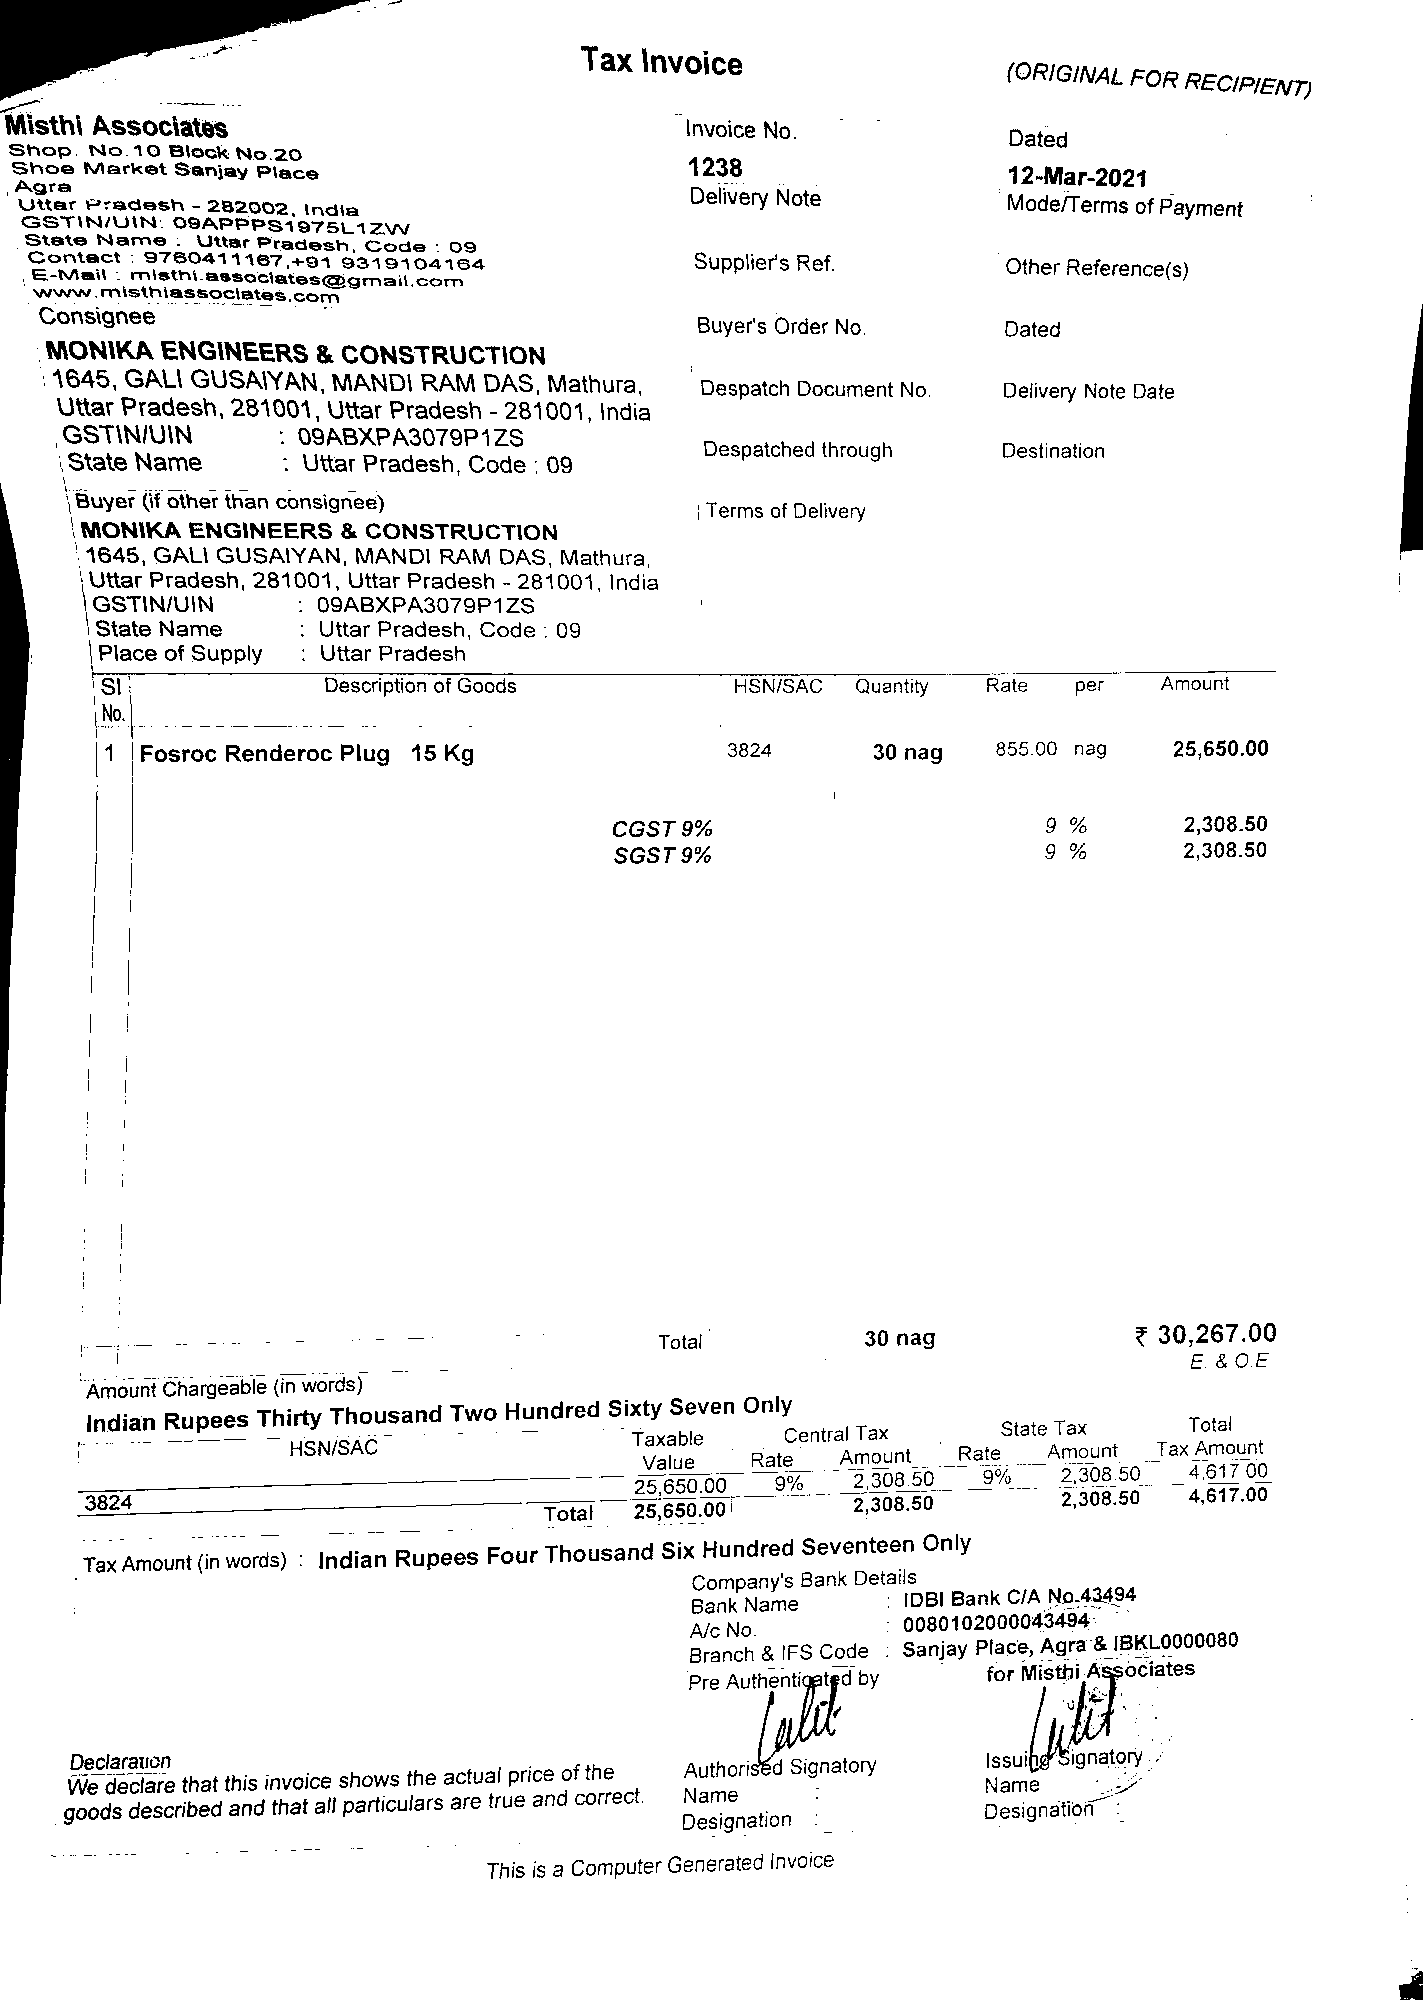 Tax Invoice
(ORIGINAL FOR RECIPIENT)
Misthi Associates
Shop. No.10 Block No.20
Shoe Market Sanjay Place
Agra
Uttar Pradesh - 282002, India
GSTIN/UIN: 09APPPS1975L1ZW
State Name : Uttar Pradesh, Code : 09
Contact : 9760411167,+91 9319104164
E-Mail : misthi.associates@gmail.com
www.misthiassociates.com
Invoice No.
1238
Dated
12-Mar-2021
Delivery Note
Mode/Terms of Payment
Supplier's Ref.
Other Reference(s)
Buyer's Order No.
Dated
Despatch Document No.
Delivery Note Date
Despatched through
Destination
Terms of Delivery
Consignee
MONIKA ENGINEERS & CONSTRUCTION
1645, GALI GUSAIYAN, MANDI RAM DAS, Mathura,
Uttar Pradesh, 281001, Uttar Pradesh - 281001, India
GSTIN/UIN : 09ABXPA3079P1ZS
State Name : Uttar Pradesh, Code : 09
Buyer (if other than consignee)
MONIKA ENGINEERS & CONSTRUCTION
1645, GALI GUSAIYAN, MANDI RAM DAS, Mathura,
Uttar Pradesh, 281001, Uttar Pradesh - 281001, India
GSTIN/UIN : 09ABXPA3079P1ZS
State Name : Uttar Pradesh, Code : 09
Place of Supply : Uttar Pradesh
Sl Description of Goods HSN/SAC Quantity Rate per Amount
No.
1 Fosroc Renderoc Plug 15 Kg 3824 30 nag 855.00 nag 25,650.00
CGST 9% 9 % 2,308.50
SGST 9% 9 % 2,308.50
Total 30 nag ₹ 30,267.00
E. & O.E
Amount Chargeable (in words)
Indian Rupees Thirty Thousand Two Hundred Sixty Seven Only
HSN/SAC Taxable Central Tax State Tax Total
Value Rate Amount Rate Amount Tax Amount
3824 25,650.00 9% 2,308.50 9% 2,308.50 4,617.00
Total 25,650.00 2,308.50 2,308.50 4,617.00
Tax Amount (in words) : Indian Rupees Four Thousand Six Hundred Seventeen Only
Company's Bank Details
Bank Name : IDBI Bank C/A No.43494
A/c No. : 0080102000043494
Branch & IFS Code : Sanjay Place, Agra & IBKL0000080
Pre Authenticated by
for Misthi Associates
Lalit
Lalit
Authorised Signatory
Name :
Designation :
Issuing Signatory
Name :
Designation :
Declaration
We declare that this invoice shows the actual price of the
goods described and that all particulars are true and correct.
This is a Computer Generated Invoice